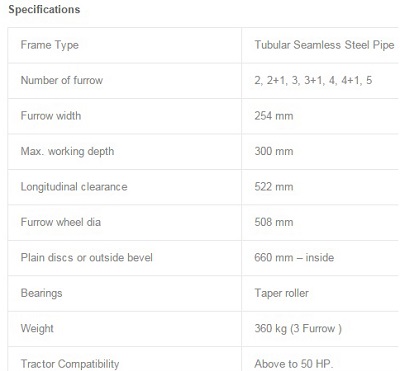 Specifications
Frame Type Tubular Seamless Steel Pipe
Number of furrow 2, 2+1, 3, 3+1, 4, 4+1, 5
Furrow width 254 mm
Max. working depth 300 mm
Longitudinal clearance 522 mm
Furrow wheel dia 508 mm
Plain discs or outside bevel 660 mm – inside
Bearings Taper roller
Weight 360 kg (3 Furrow )
Tractor Compatibility Above to 50 HP.